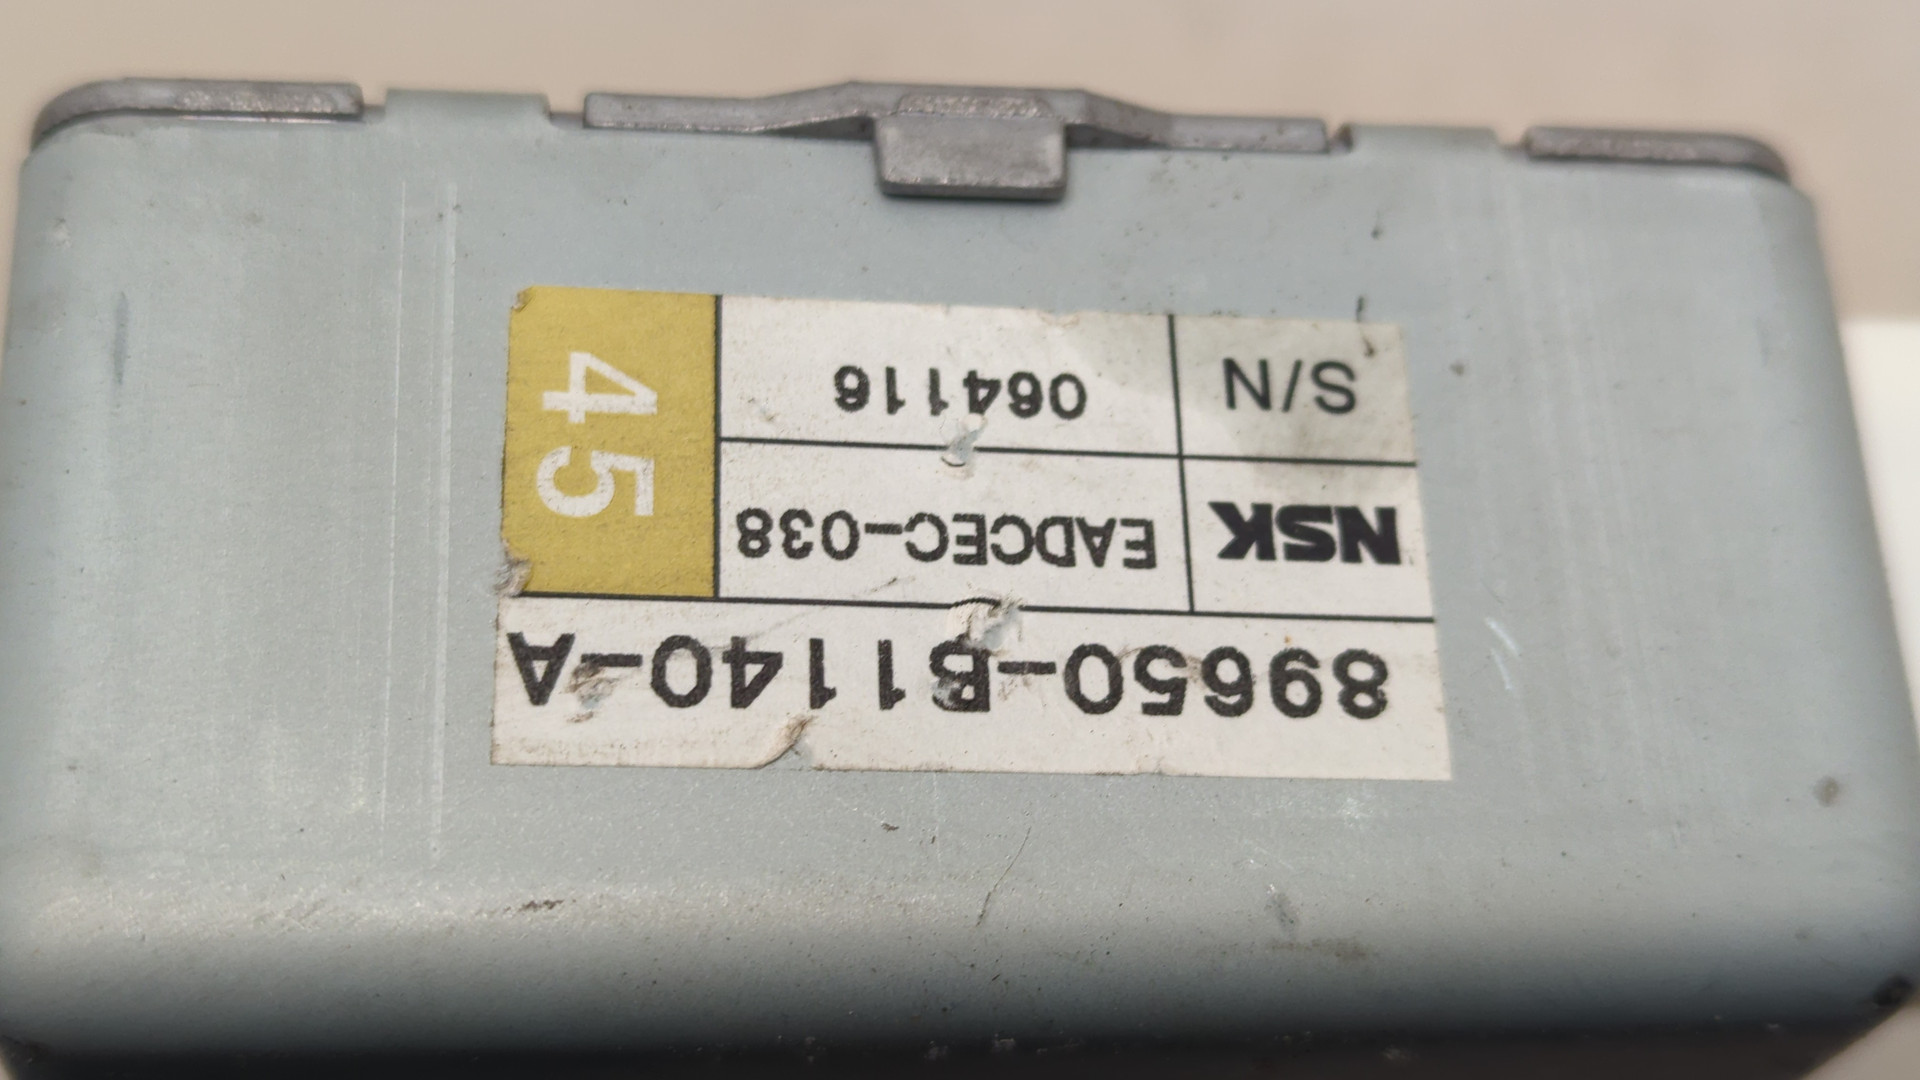 89650-B1140-A
NSK EADCEC-038
S/N 064116
45